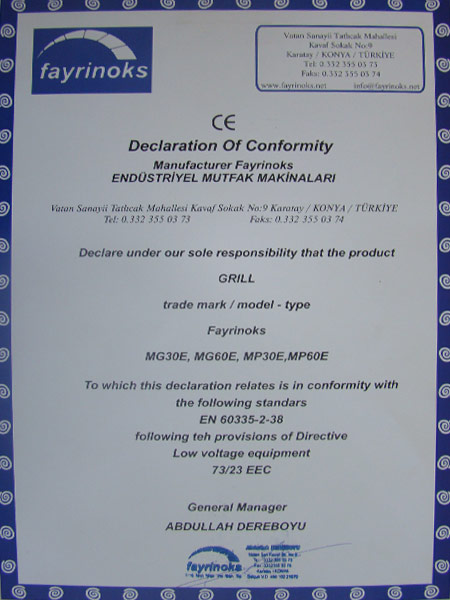 fayrinoks
Vatan Sanayii Tatlıcak Mahallesi
Kavaf Sokak No:9
Karatay / KONYA / TÜRKİYE
Tel: 0.332 355 03 73
Faks: 0.332 355 03 74
www.fayrinoks.net info@fayrinoks.net
CE
Declaration Of Conformity
Manufacturer Fayrinoks
ENDÜSTRİYEL MUTFAK MAKİNALARI
Vatan Sanayii Tatlıcak Mahallesi Kavaf Sokak No:9 Karatay / KONYA / TÜRKİYE
Tel: 0.332 355 03 73 Faks: 0.332 355 03 74
Declare under our sole responsibility that the product
GRILL
trade mark / model - type
Fayrinoks
MG30E, MG60E, MP30E,MP60E
To which this declaration relates is in conformity with
the following standars
EN 60335-2-38
following teh provisions of Directive
Low voltage equipment
73/23 EEC
General Manager
ABDULLAH DEREBOYU
fayrinoks